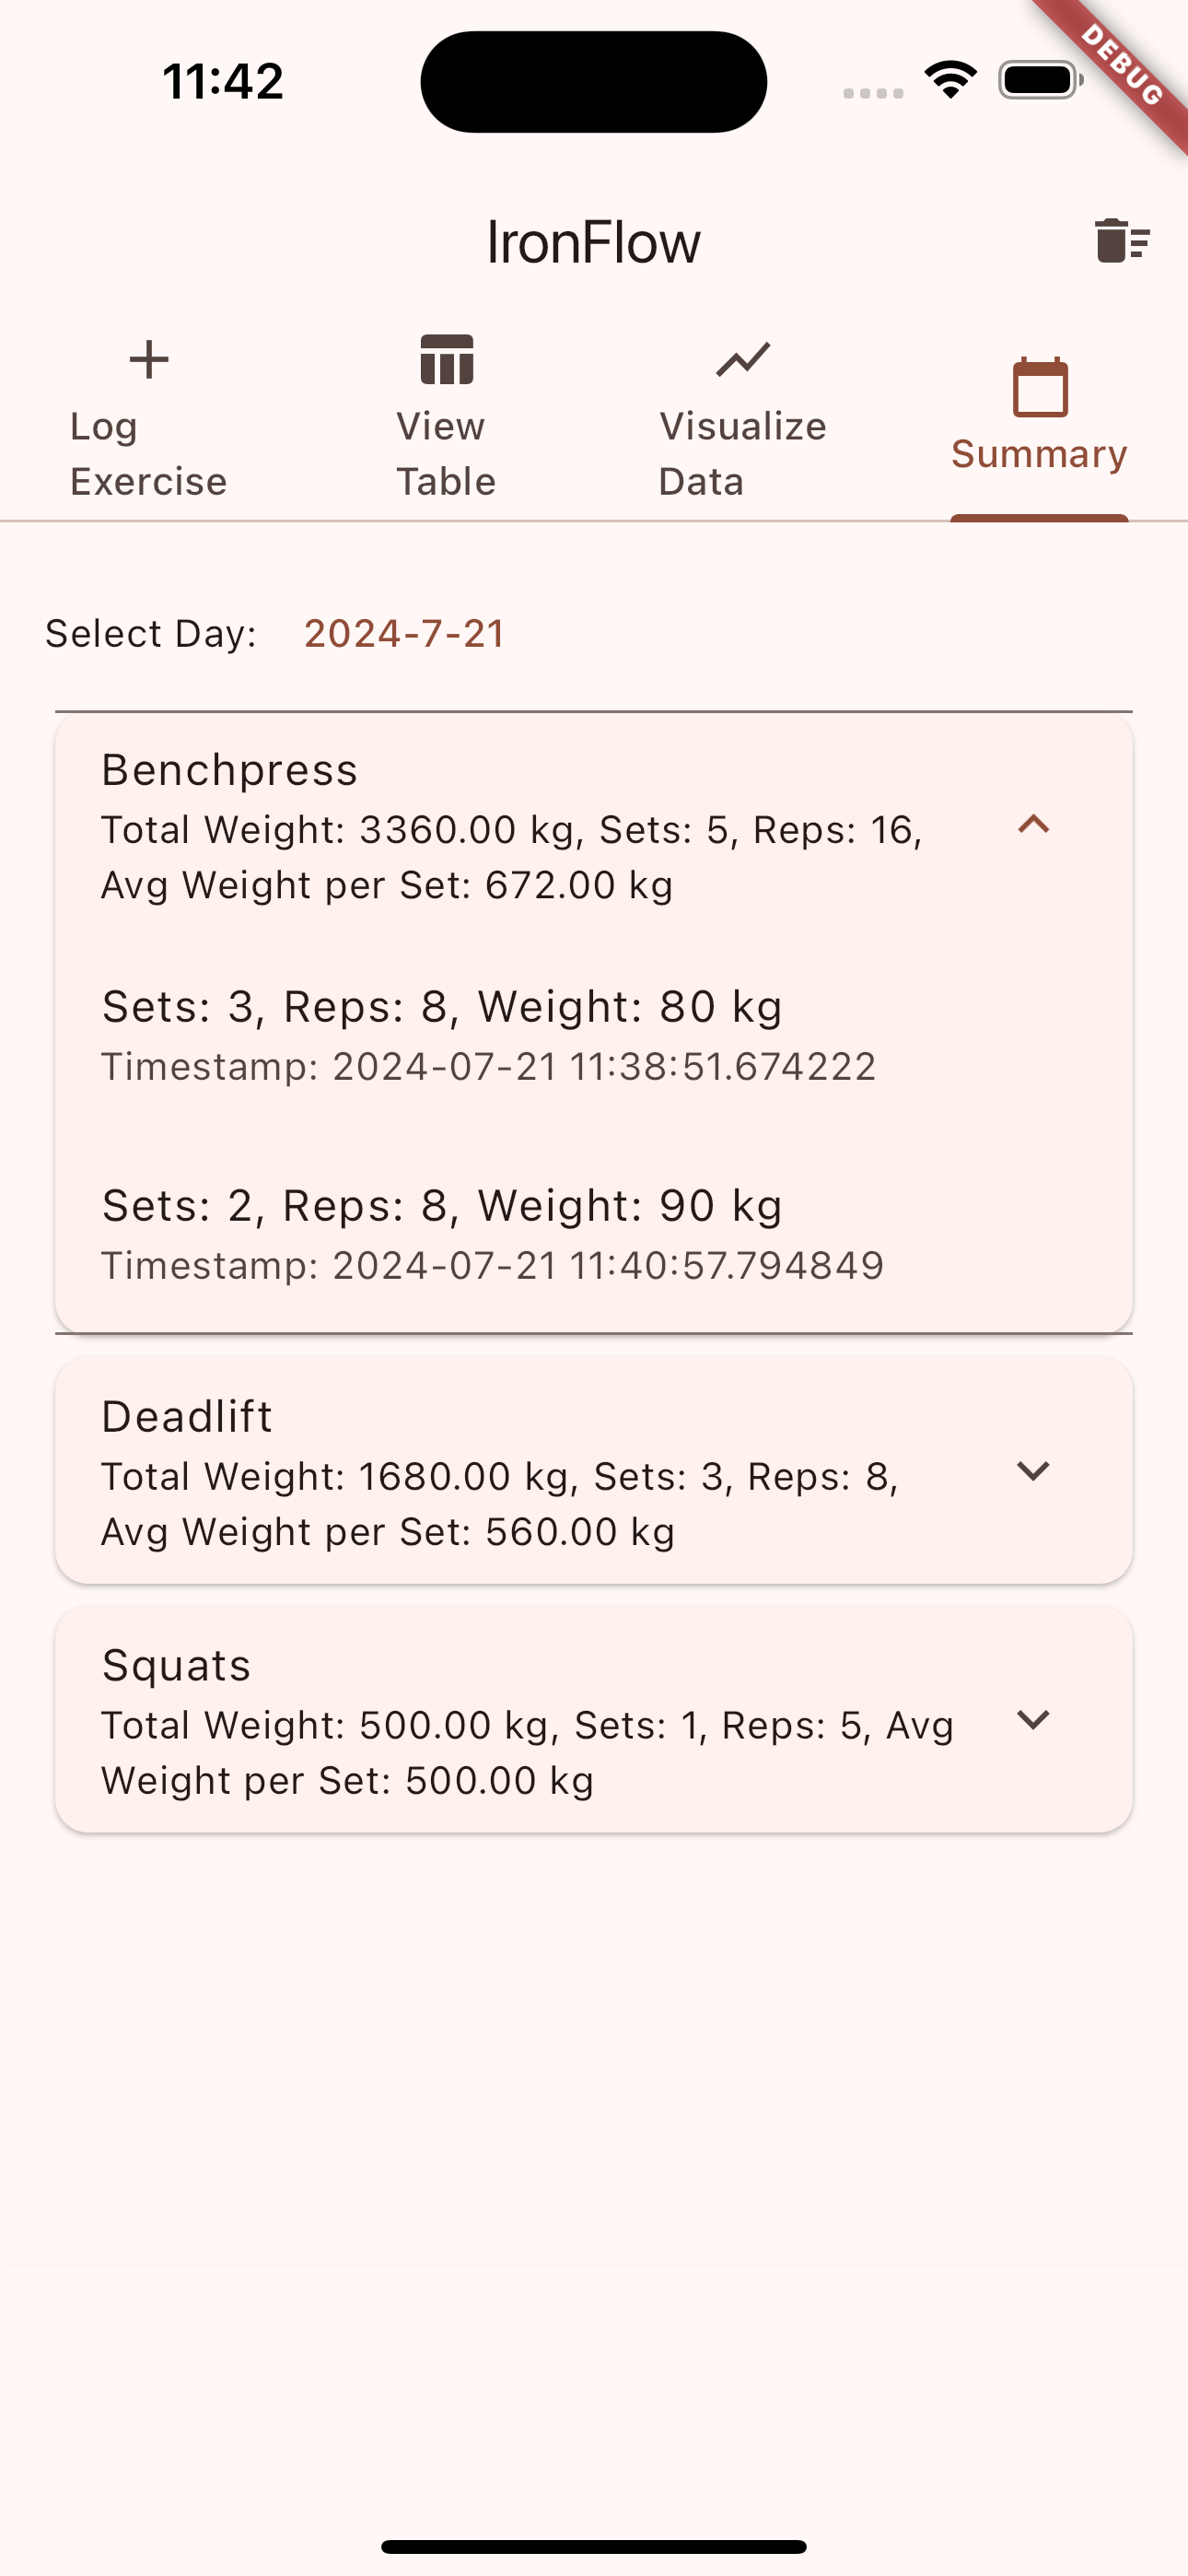 11:42
DEBUG
IronFlow
Log
Exercise
View
Table
Visualize
Data
Summary
Select Day: 2024-7-21
Benchpress
Total Weight: 3360.00 kg, Sets: 5, Reps: 16,
Avg Weight per Set: 672.00 kg
Sets: 3, Reps: 8, Weight: 80 kg
Timestamp: 2024-07-21 11:38:51.674222
Sets: 2, Reps: 8, Weight: 90 kg
Timestamp: 2024-07-21 11:40:57.794849
Deadlift
Total Weight: 1680.00 kg, Sets: 3, Reps: 8,
Avg Weight per Set: 560.00 kg
Squats
Total Weight: 500.00 kg, Sets: 1, Reps: 5, Avg
Weight per Set: 500.00 kg